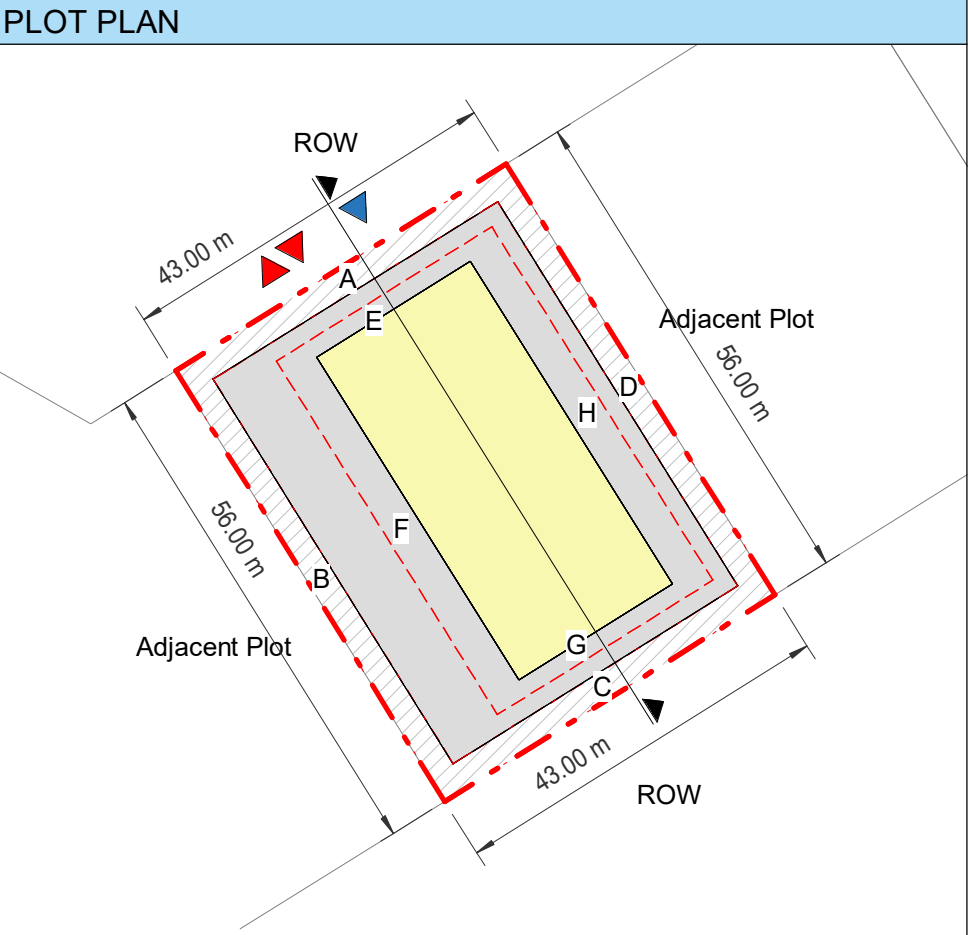 PLOT PLAN
ROW
43.00 m
A
E
Adjacent Plot
56.00 m
D
H
F
56.00 m
B
Adjacent Plot
G
C
43.00 m
ROW